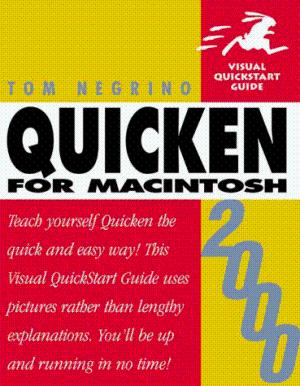 VISUAL
QUICKSTART
GUIDE
TOM NEGRINO
QUICKEN
FOR MACINTOSH
2000
Teach yourself Quicken the
quick and easy way! This
Visual QuickStart Guide uses
pictures rather than lengthy
explanations. You'll be up
and running in no time!